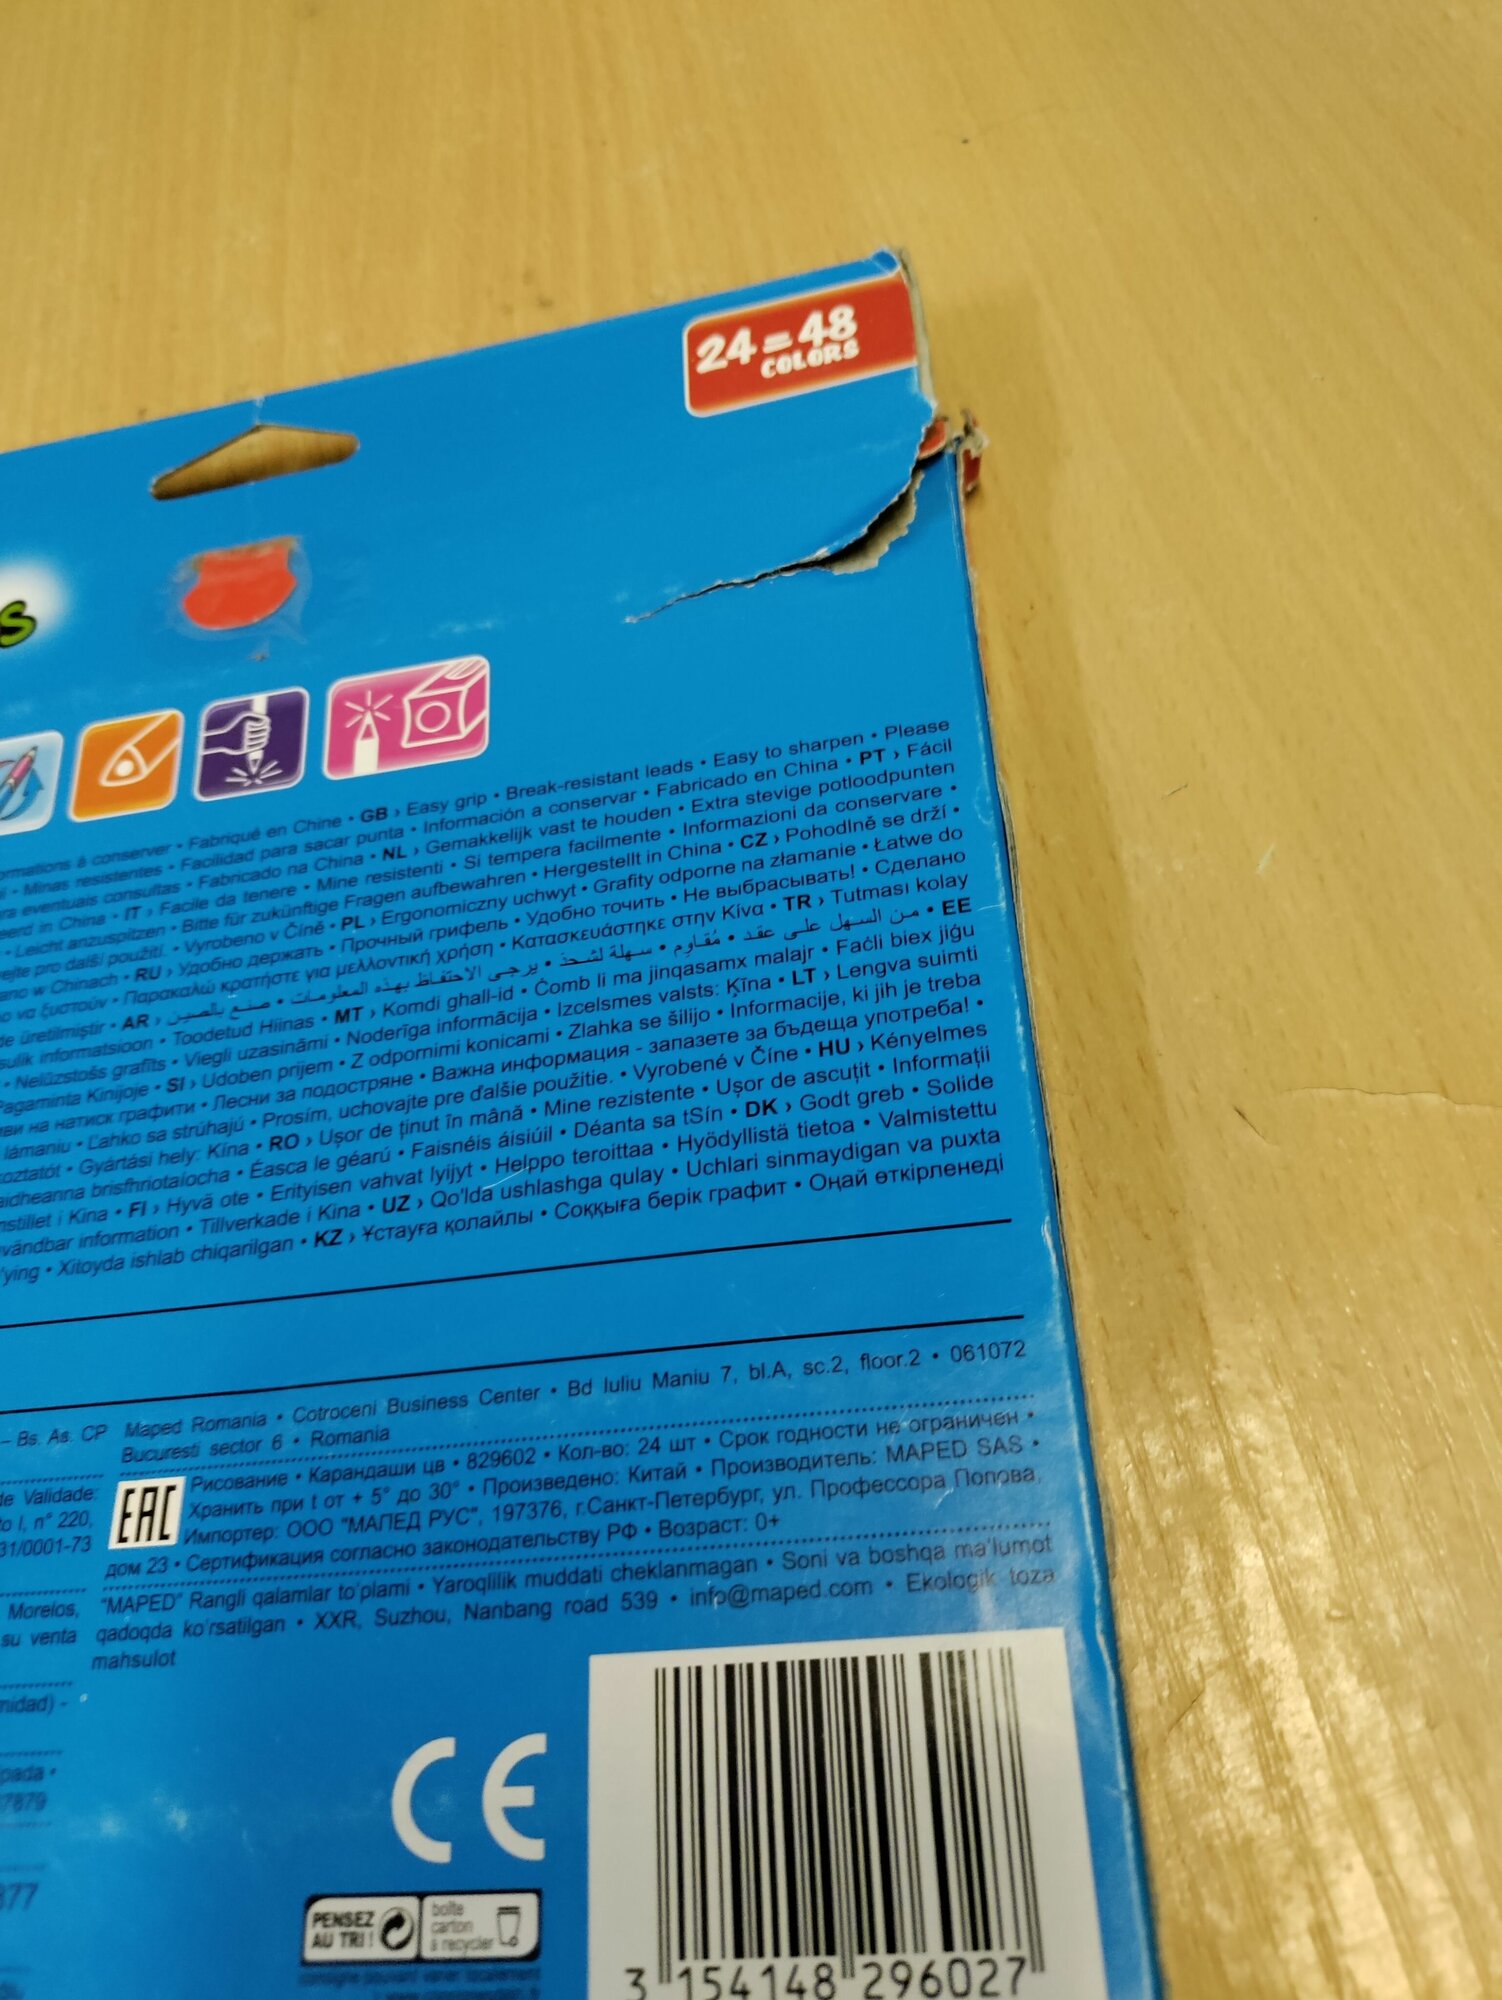 24=48
COLORS
s
à conserver • Fabriqué en Chine • GB › Easy grip • Break-resistant leads • Easy to sharpen • Please
• Minas resistentes • Facilidad para sacar punta • Información a conservar • Fabricado en China • PT › Fácil
eventuais consultas • Fabricado na China • NL › Gemakkelijk vast te houden • Extra stevige potloodpunten
in China • IT › Facile da tenere • Mine resistenti • Si tempera facilmente • Informazioni da conservare •
• Leicht anzuspitzen • Bitte für zukünftige Fragen aufbewahren • Hergestellt in China • CZ › Pohodlně se drží •
pro další použití. • Vyrobeno v Číně • PL › Ergonomiczny uchwyt • Grafity odporne na złamanie • Łatwe do
w Chinach • RU › Удобно держать • Прочный грифель • Удобно точить • Не выбрасывать! • Сделано
να ξυστούν • Παρακαλώ κρατήστε για μελλοντική χρήση • Κατασκευάστηκε στην Κίνα • TR › Tutması kolay
üretilmiştir • AR › من السهل على عقد • مُقاوِم • سهلة لشحذ • يرجى الاحتفاظ بهذه المعلومات • صنع بالصين • EE
informatsioon • Toodetud Hiinas • MT › Komdi ghall-id • Ċomb li ma jinqasamx malajr • Faċli biex jiġu
• Nelūzstošs grafīts • Viegli uzasināmi • Noderīga informācija • Izcelsmes valsts: Ķīna • LT › Lengva suimti
Pagaminta Kinijoje • SI › Udoben prijem • Z odpornimi konicami • Zlahka se šilijo • Informacije, ki jih je treba
на натиск графити • Лесни за подостряне • Важна информация - запазете за бъдеща употреба! •
lámaniu • Ľahko sa strúhajú • Prosím, uchovajte pre ďalšie použitie. • Vyrobené v Číne • HU › Kényelmes
• Gyártási hely: Kína • RO › Ușor de ținut în mână • Mine rezistente • Ușor de ascuțit • Informații
brisfhriotaíocha • Éasca le géarú • Faisnéis áisiúil • Déanta sa tSín • DK › Godt greb • Solide
i Kina • FI › Hyvä ote • Erityisen vahvat lyijyt • Helppo teroittaa • Hyödyllistä tietoa • Valmistettu
information • Tillverkade i Kina • UZ › Qo'lda ushlashga qulay • Uchlari sinmaydigan va puxta
• Xitoyda ishlab chiqarilgan • KZ › Ұстауға қолайлы • Соққыға берік графит • Оңай өткірленеді
– Bs. As. CP
Maped Romania • Cotroceni Business Center • Bd Iuliu Maniu 7, bl.A, sc.2, floor.2 • 061072
Bucuresti sector 6 • Romania
EAC
Рисование • Карандаши цв • 829602 • Кол-во: 24 шт • Срок годности не ограничен •
Хранить при t от + 5° до 30° • Произведено: Китай • Производитель: MAPED SAS •
Импортер: ООО "МАПЕД РУС", 197376, г.Санкт-Петербург, ул. Профессора Попова,
дом 23 • Сертификация согласно законодательству РФ • Возраст: 0+
Validade:
n° 220,
31/0001-73
"MAPED" Rangli qalamlar to'plami • Yaroqlilik muddati cheklanmagan • Soni va boshqa ma'lumot
qadoqda ko'rsatilgan • XXR, Suzhou, Nanbang road 539 • info@maped.com • Ekologik toza
mahsulot
Morelos,
su venta
CE
PENSEZ
AU TRI !
boîte
carton
à recycler
3 154148 296027